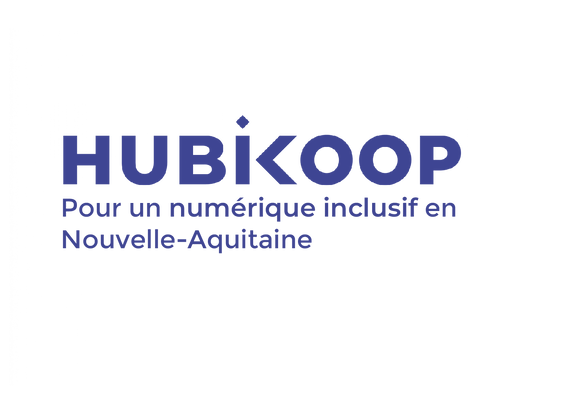 HUBIKOOP
Pour un numérique inclusif en
Nouvelle-Aquitaine